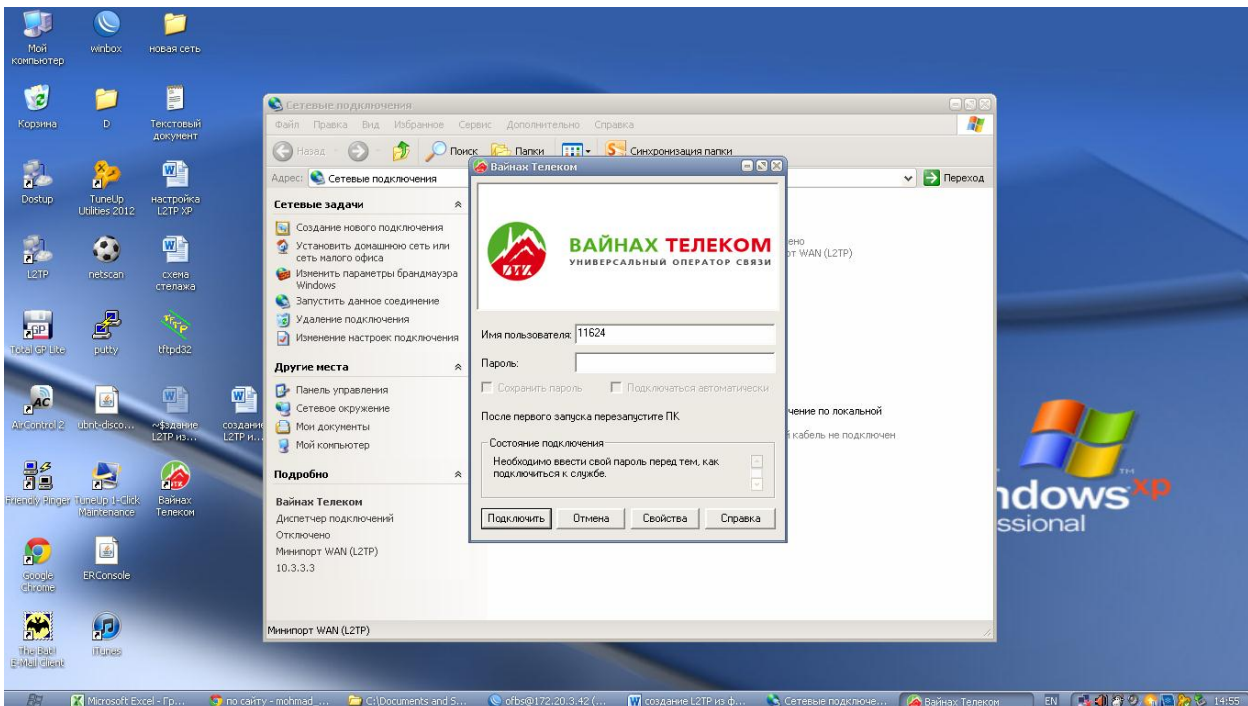 Мой
компьютер
winbox
новая сеть
Корзина
D
Текстовый
документ
Dostup
TuneUp
Utilities 2012
настройка
L2TP XP
L2TP
netscan
схема
стелажа
GP
Total GP Lite
putty
TFTP
tftpd32
AC
AirControl 2
ubnt-disco...
~$здание
L2TP из...
создание
L2TP и...
Friendly Pinger
TuneUp 1-Click
Maintenance
Вайнах
Телеком
Google
Chrome
ERConsole
The Bat!
E-Mail Client
iTunes
Сетевые подключения
Файл Правка Вид Избранное Сервис Дополнительно Справка
Назад Поиск Папки Синхронизация папки
Адрес: Сетевые подключения
Переход
Сетевые задачи
Создание нового подключения
Установить домашнюю сеть или
сеть малого офиса
Изменить параметры брандмауэра
Windows
Запустить данное соединение
Удаление подключения
Изменение настроек подключения
Другие места
Панель управления
Сетевое окружение
Мои документы
Мой компьютер
Подробно
Вайнах Телеком
Диспетчер подключений
Отключено
Минипорт WAN (L2TP)
10.3.3.3
Минипорт WAN (L2TP)
ено
рт WAN (L2TP)
чение по локальной
й кабель не подключен
Вайнах Телеком
ВТК
ВАЙНАХ ТЕЛЕКОМ
УНИВЕРСАЛЬНЫЙ ОПЕРАТОР СВЯЗИ
Имя пользователя: 11624
Пароль:
Сохранить пароль Подключаться автоматически
После первого запуска перезапустите ПК
Состояние подключения
Необходимо ввести свой пароль перед тем, как
подключиться к службе.
Подключить Отмена Свойства Справка
TM
ndows xp
ssional
Microsoft Excel - Гр... по сайту - mohmad_... C:\Documents and S... ofbs@172.20.3.42 (... создание L2TP из ф... Сетевые подключе... Вайнах Телеком EN 14:55